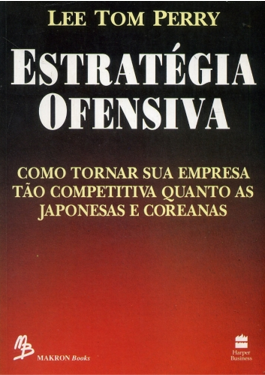 LEE TOM PERRY
ESTRATÉGIA
OFENSIVA
COMO TORNAR SUA EMPRESA
TÃO COMPETITIVA QUANTO AS
JAPONESAS E COREANAS
MB MAKRON Books
Harper
Business